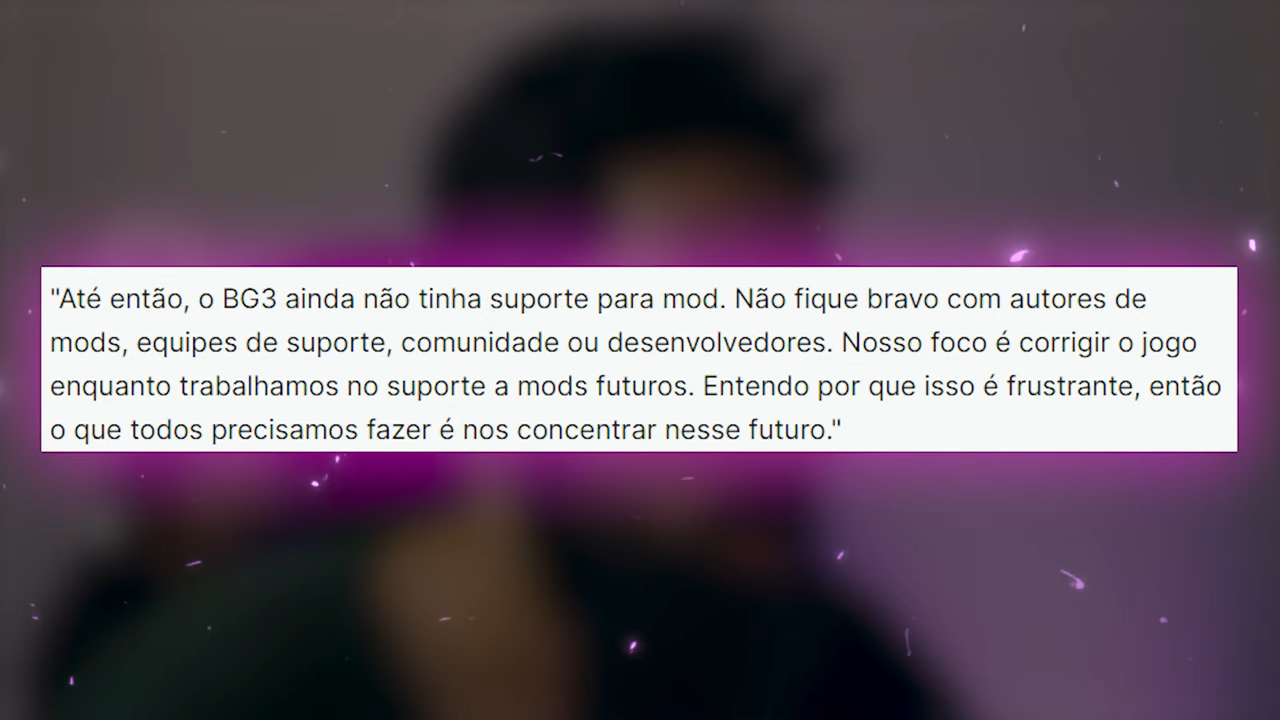 "Até então, o BG3 ainda não tinha suporte para mod. Não fique bravo com autores de
mods, equipes de suporte, comunidade ou desenvolvedores. Nosso foco é corrigir o jogo
enquanto trabalhamos no suporte a mods futuros. Entendo por que isso é frustrante, então
o que todos precisamos fazer é nos concentrar nesse futuro."